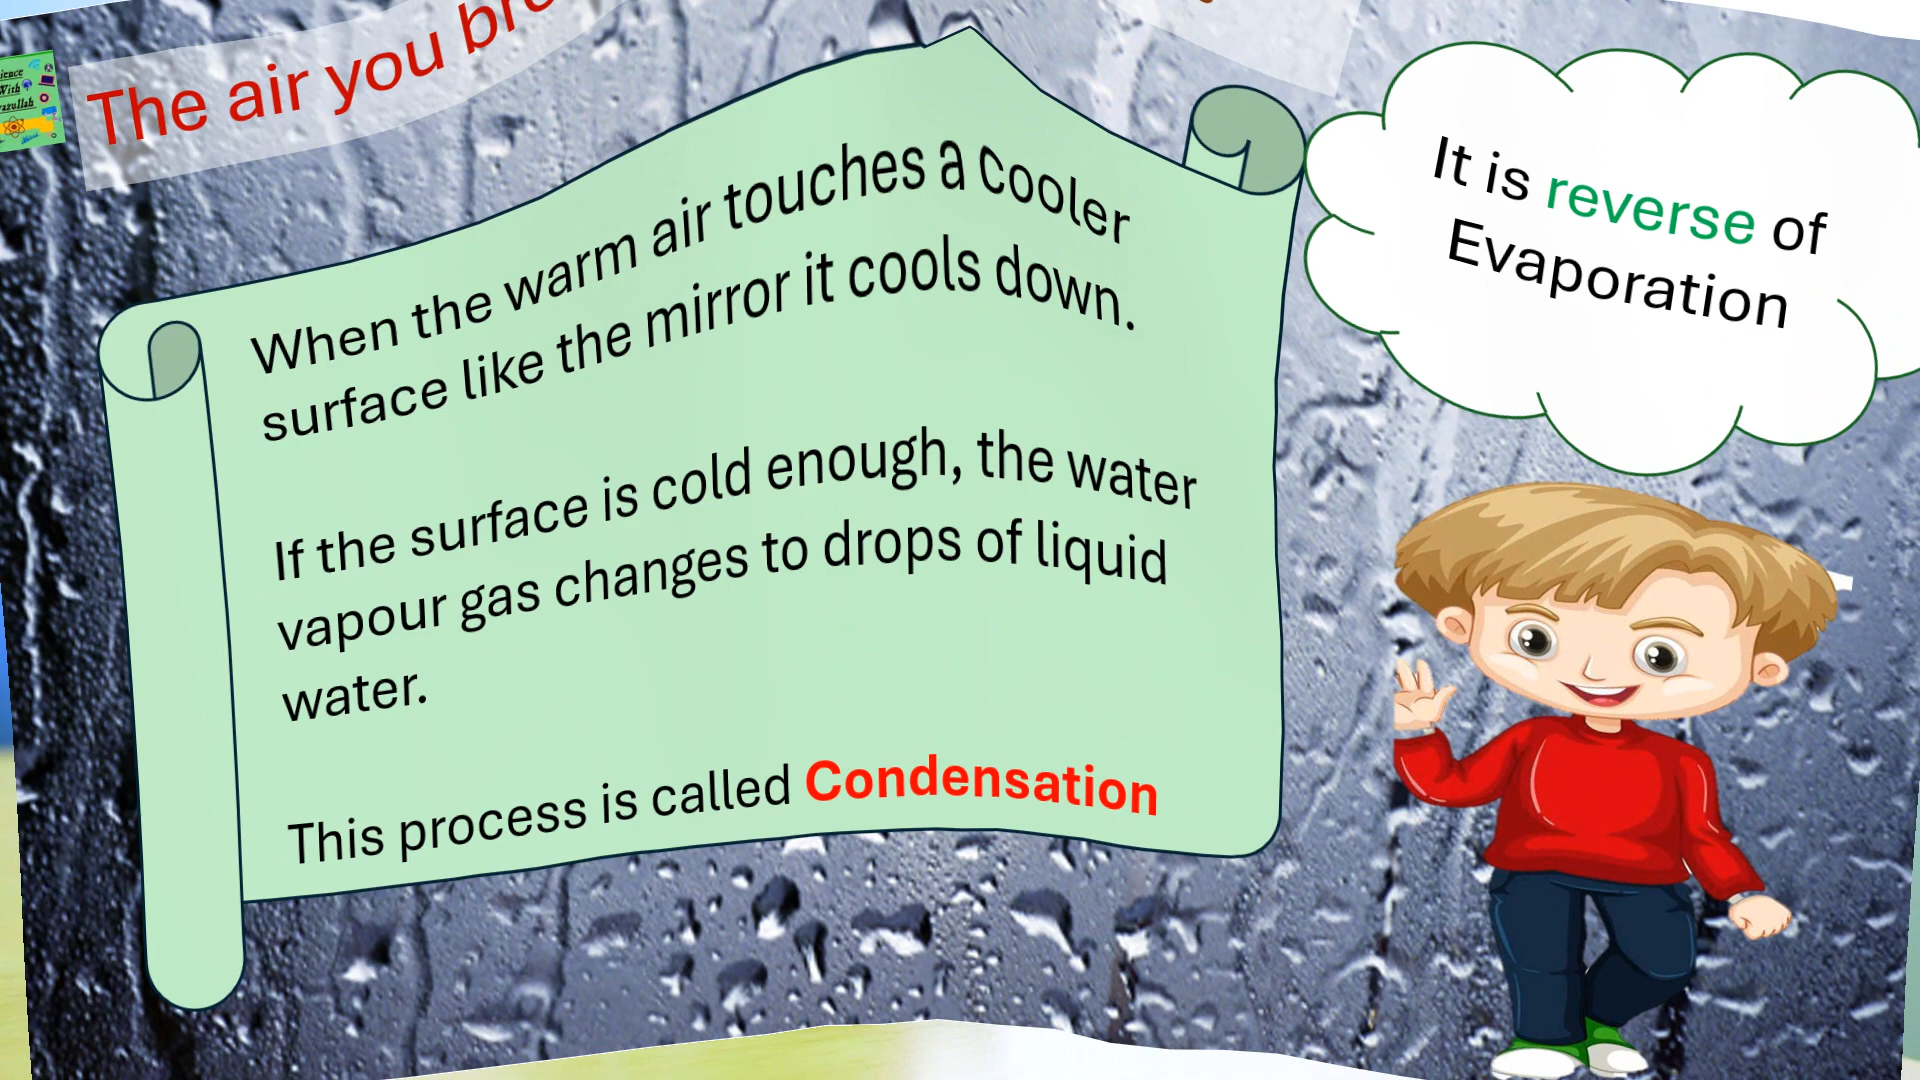 The air you
When the warm air touches a cooler
surface like the mirror it cools down.
If the surface is cold enough, the water
vapour gas changes to drops of liquid
water.
This process is called Condensation
It is reverse of
Evaporation
With